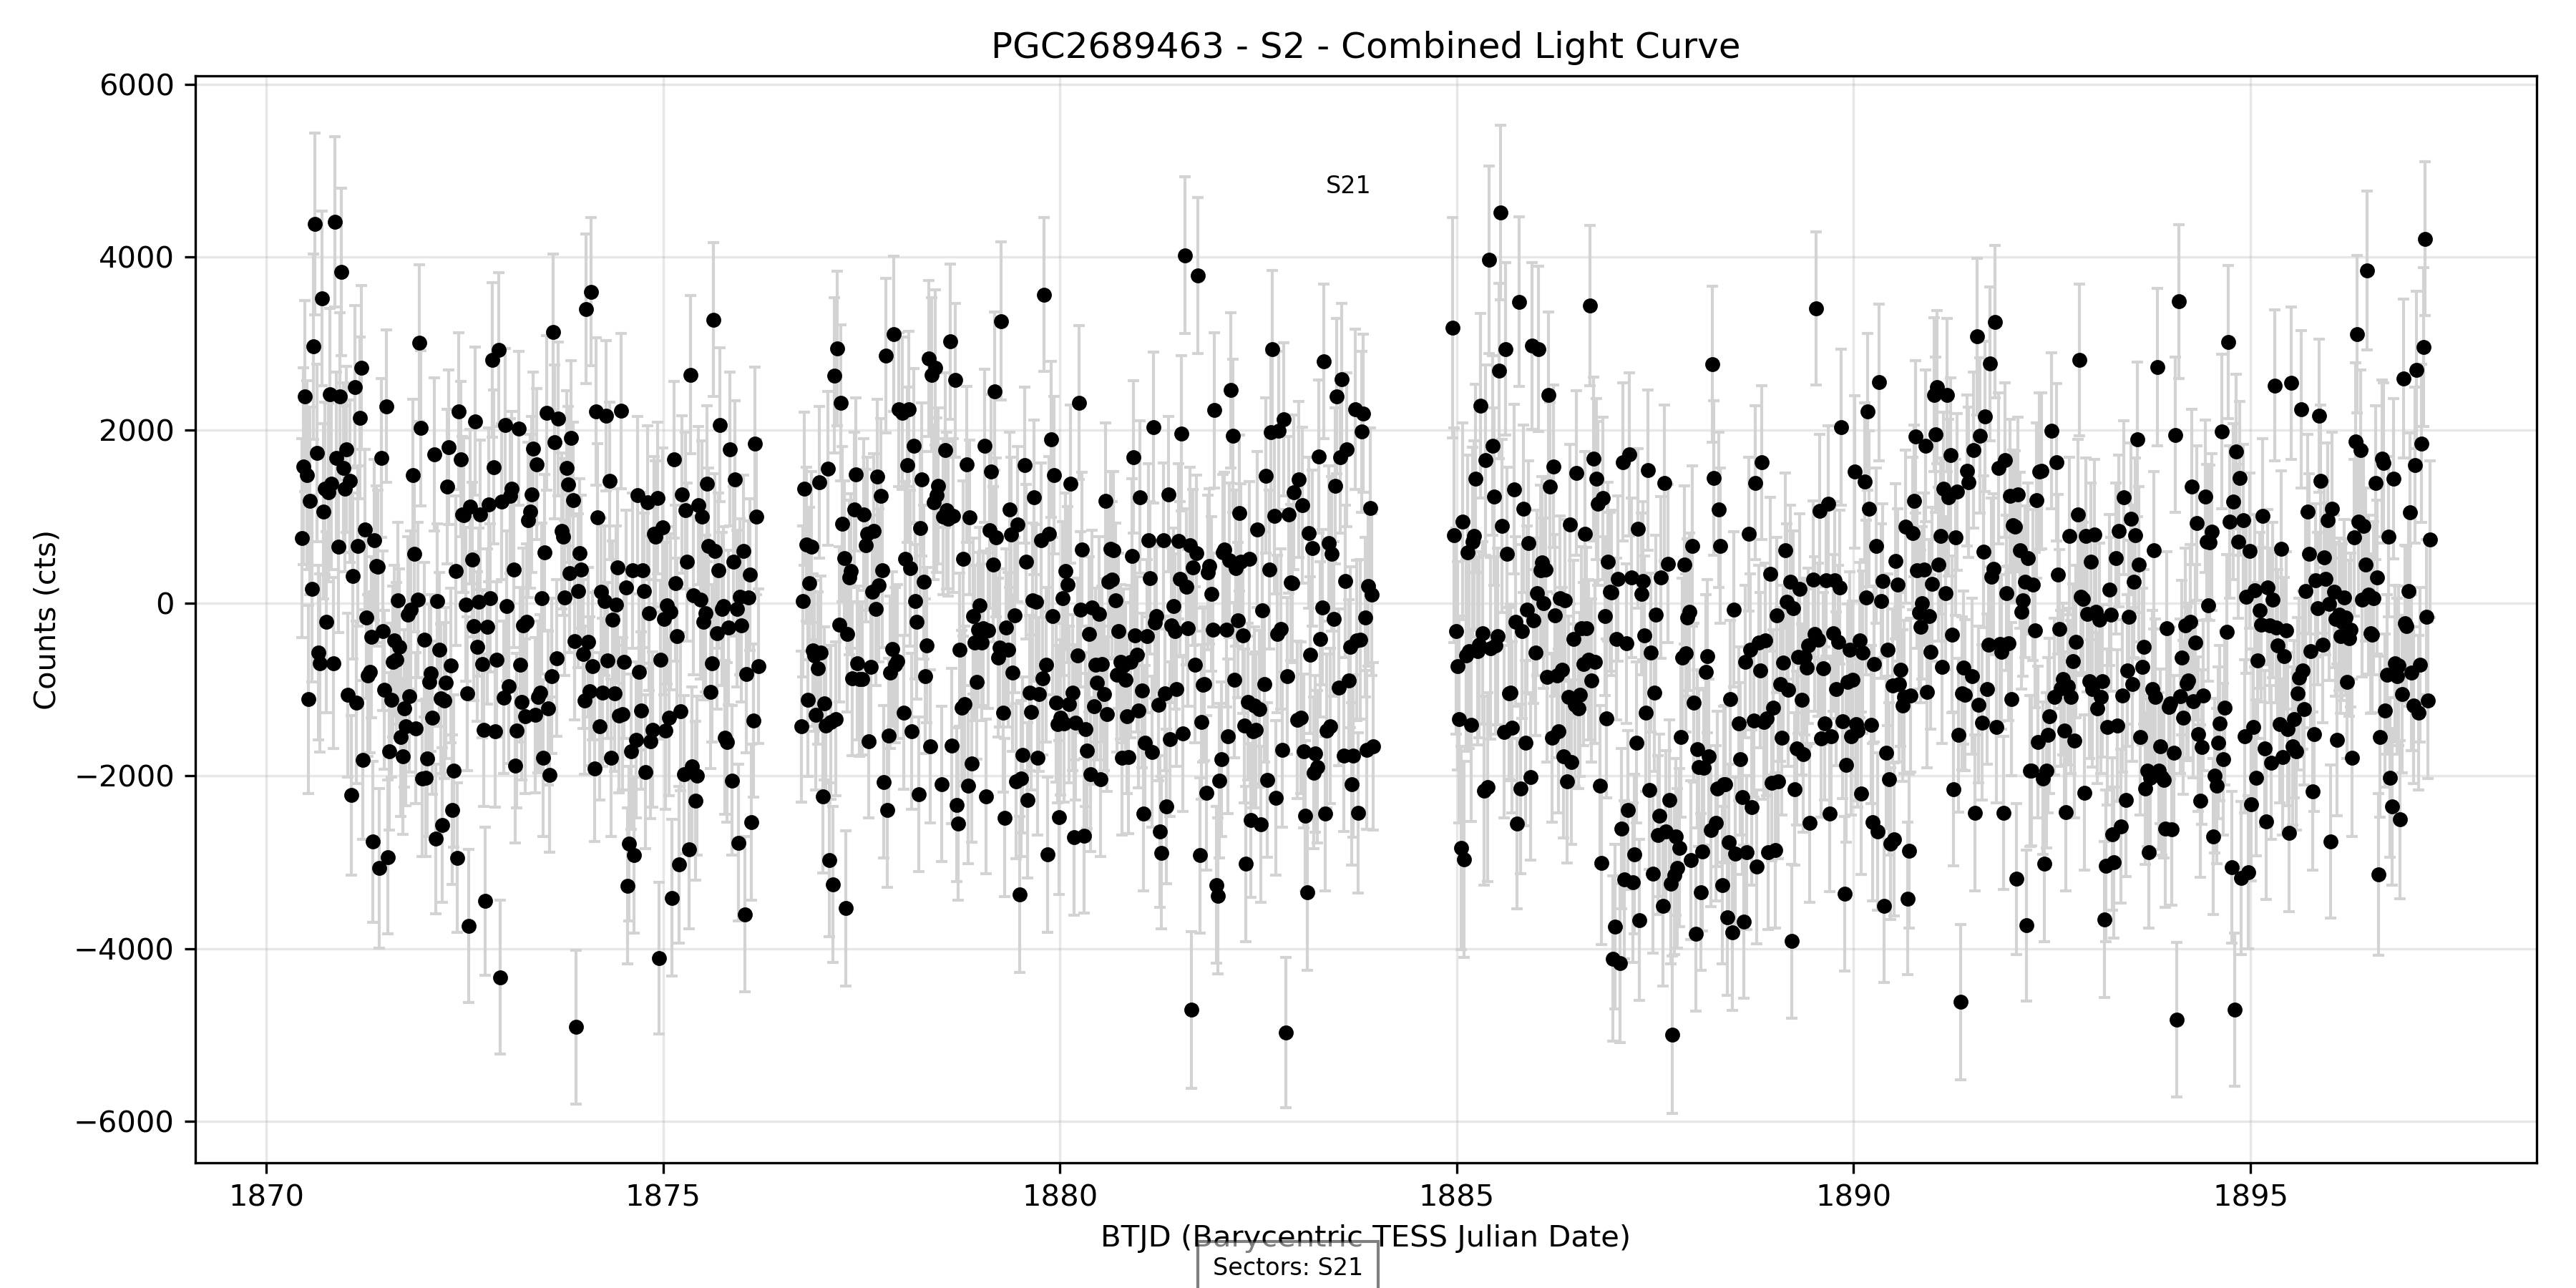 PGC2689463 - S2 - Combined Light Curve
6000
4000
2000
0
−2000
−4000
−6000
Counts (cts)
S21
1870
1875
1880
1885
1890
1895
BTJD (Barycentric TESS Julian Date)
Sectors: S21